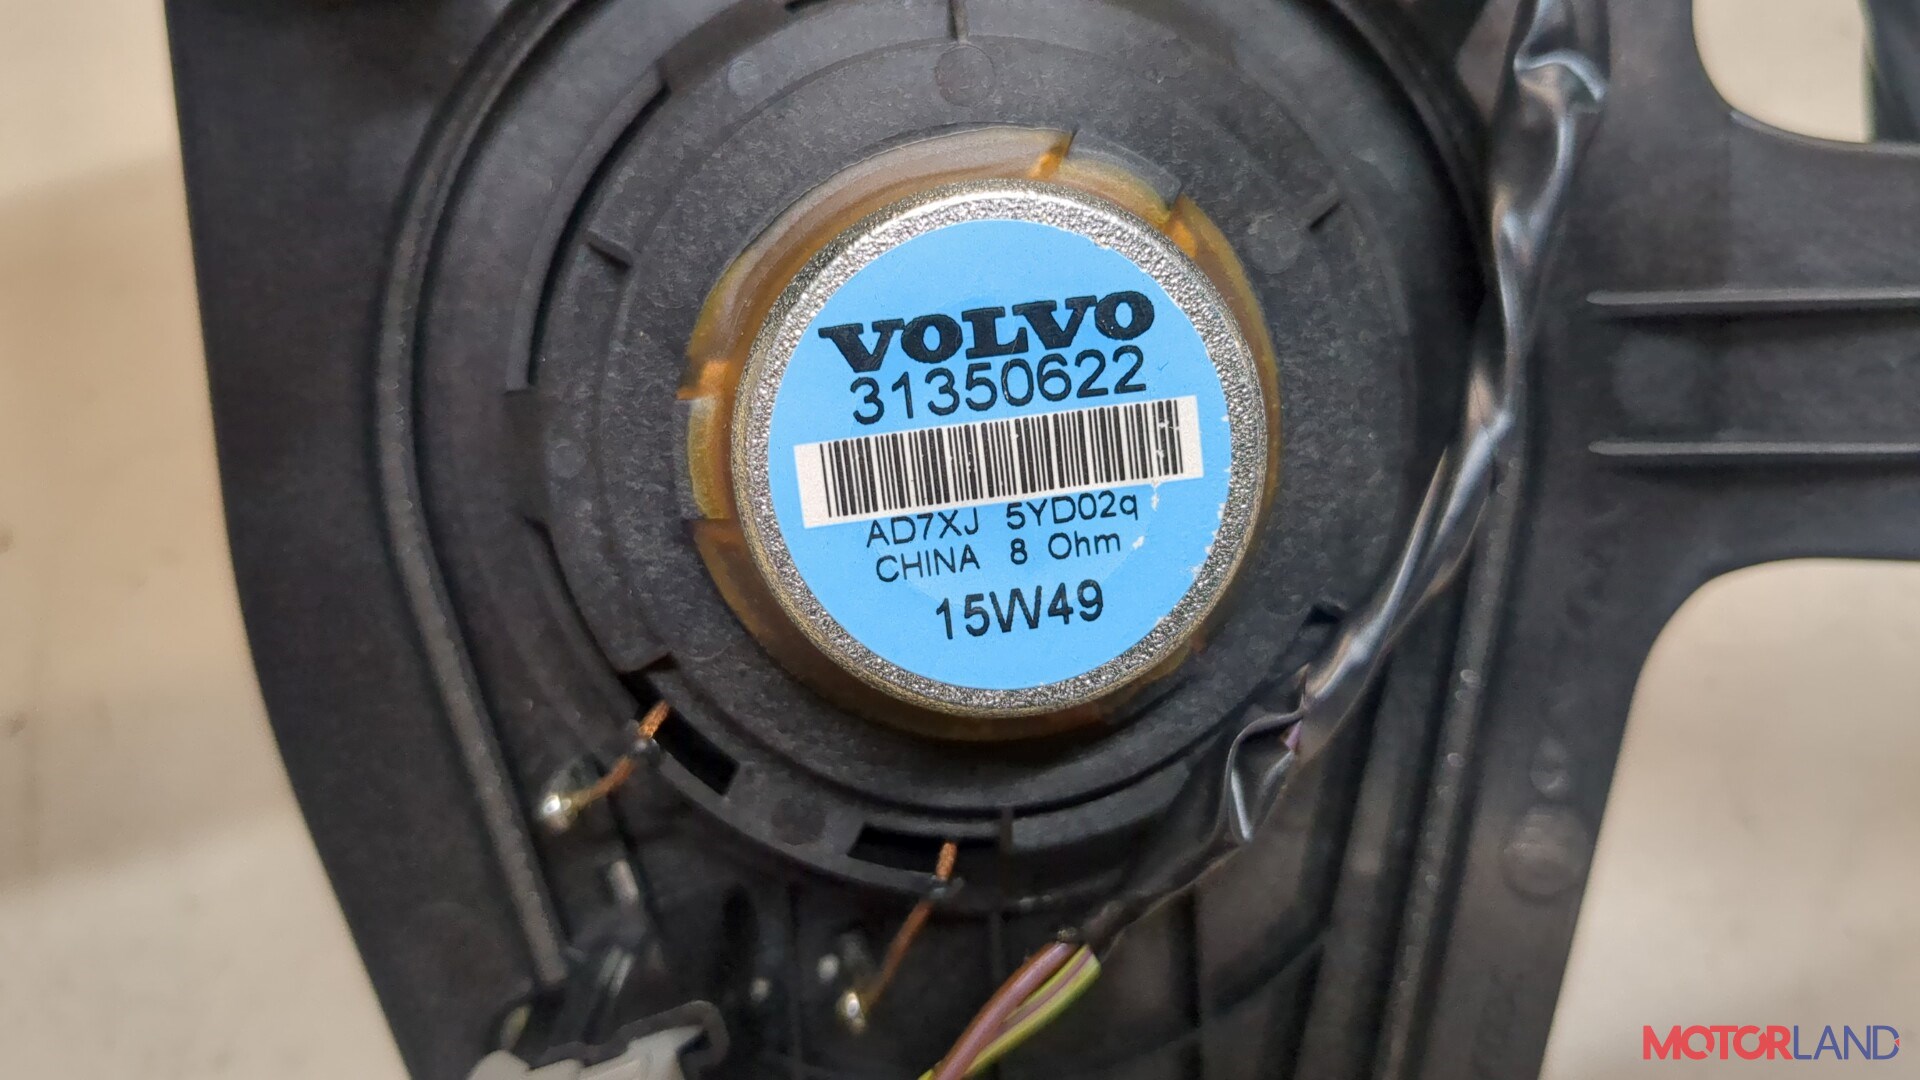 VOLVO
31350622
AD7XJ 5YD02q
CHINA 8 Ohm
15W49
MOTORLAND